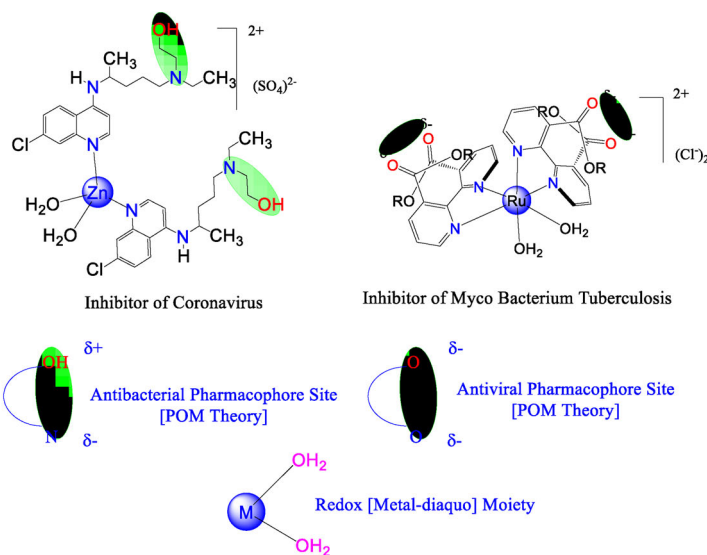 OH
2+
CH₃
(SO₄)²⁻
H
N
N
CH₃
Cl
N
CH₃
N
OH
Zn
H₂O
H₂O
N
N
H
CH₃
Cl
2+
δ-
RO
O
O
(Cl⁻)₂
O
O
OR
OR
RO
N
N
N
N
Ru
OH₂
OH₂
Inhibitor of Coronavirus
Inhibitor of Myco Bacterium Tuberculosis
OH
δ+
Antibacterial Pharmacophore Site
[POM Theory]
N
δ-
O
δ-
Antiviral Pharmacophore Site
[POM Theory]
O
δ-
OH₂
M
Redox [Metal-diaquo] Moiety
OH₂